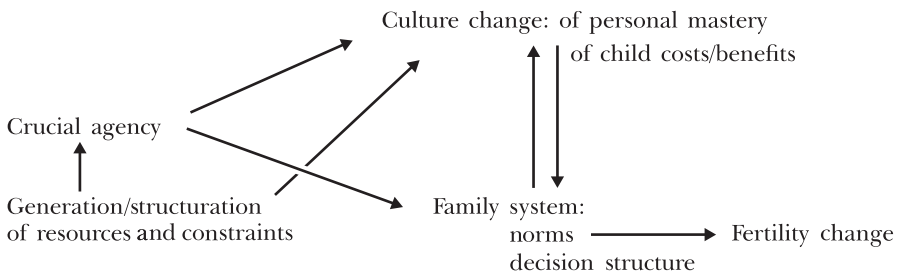 Culture change: of personal mastery
of child costs/benefits
Crucial agency
Generation/structuration
of resources and constraints
Family system:
norms
decision structure
Fertility change